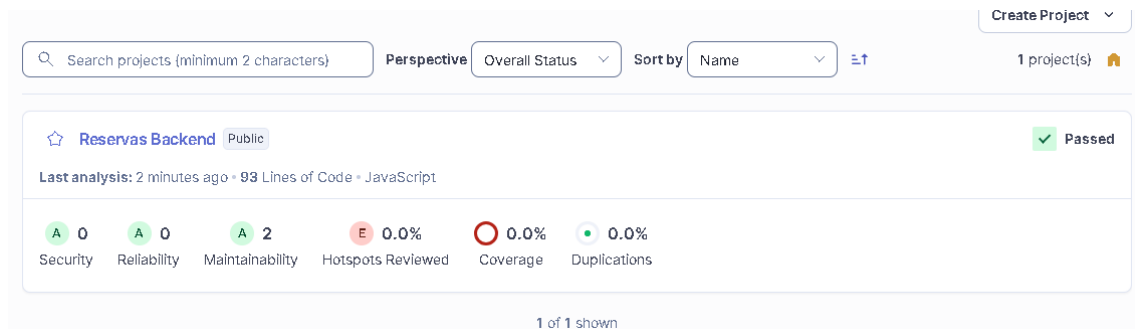 Create Project
Search projects (minimum 2 characters) Perspective Overall Status Sort by Name 1 project(s)
Reservas Backend Public Passed
Last analysis: 2 minutes ago • 93 Lines of Code • JavaScript
A 0 A 0 A 2 E 0.0% 0.0% 0.0%
Security Reliability Maintainability Hotspots Reviewed Coverage Duplications
1 of 1 shown